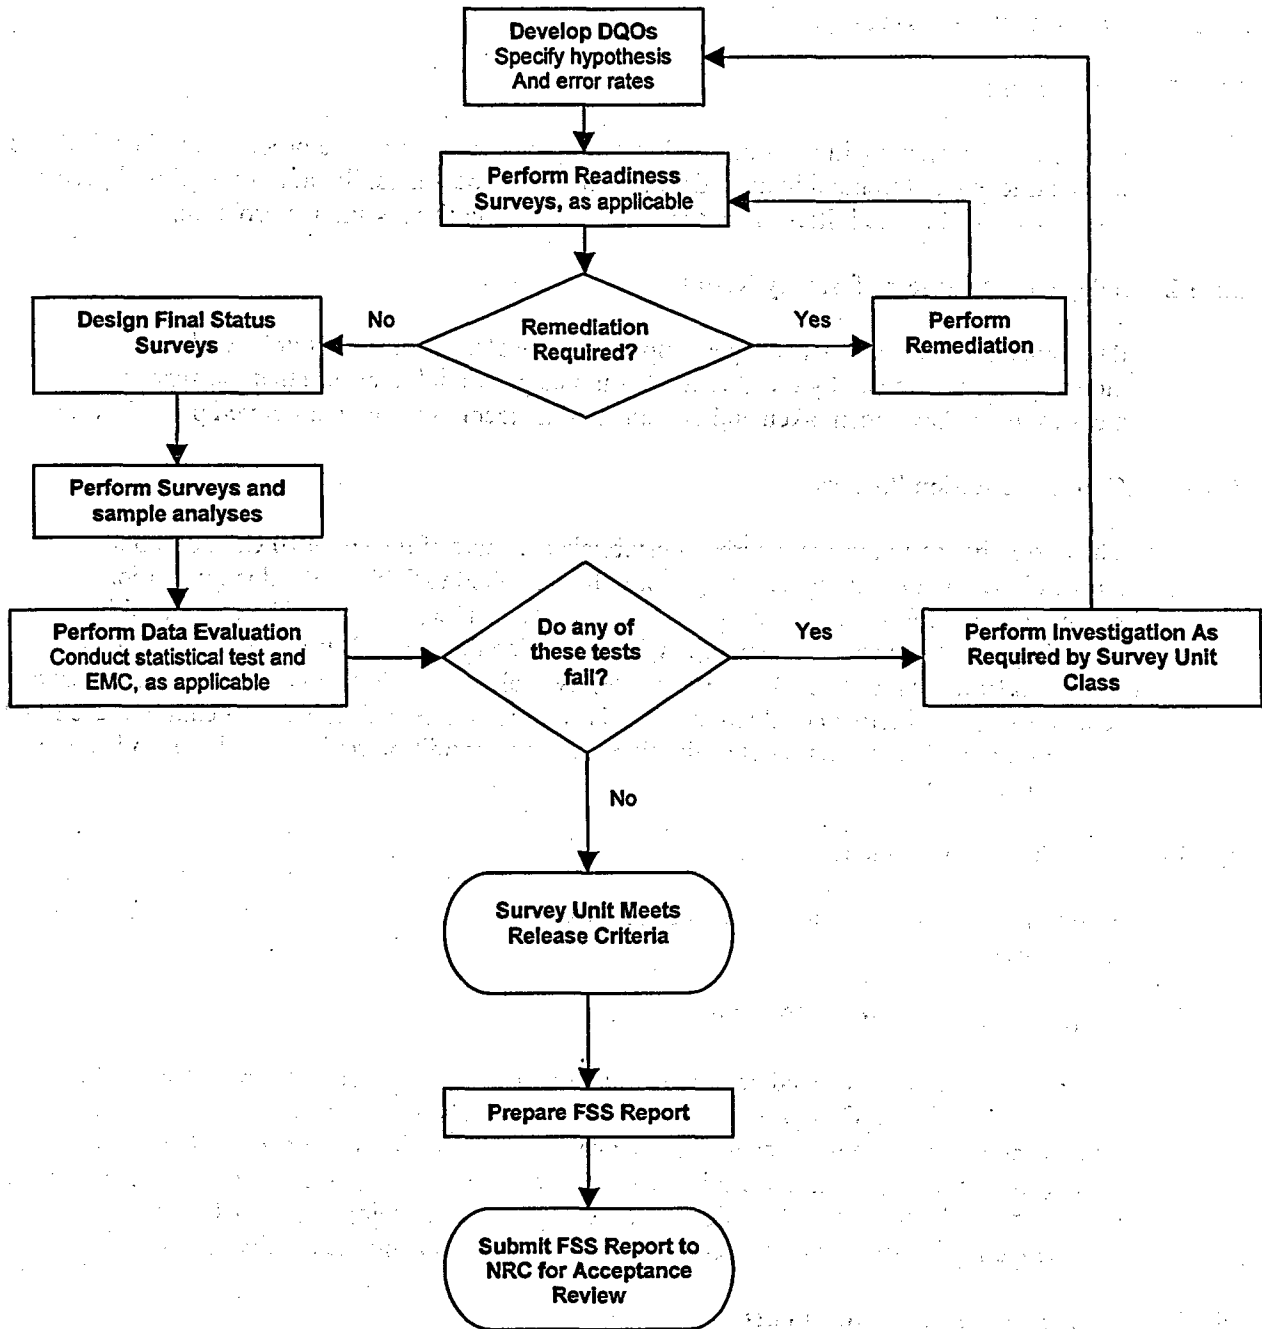 Develop DQOs
Specify hypothesis
And error rates
Perform Readiness
Surveys, as applicable
Design Final Status
Surveys
No
Remediation
Required?
Yes
Perform
Remediation
Perform Surveys and
sample analyses
Perform Data Evaluation
Conduct statistical test and
EMC, as applicable
Do any of
these tests
fail?
Yes
Perform Investigation As
Required by Survey Unit
Class
No
Survey Unit Meets
Release Criteria
Prepare FSS Report
Submit FSS Report to
NRC for Acceptance
Review